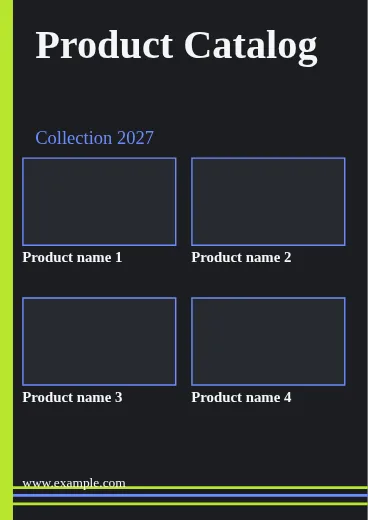 Product Catalog
Collection 2027
Product name 1
Product name 2
Product name 3
Product name 4
www.example.com